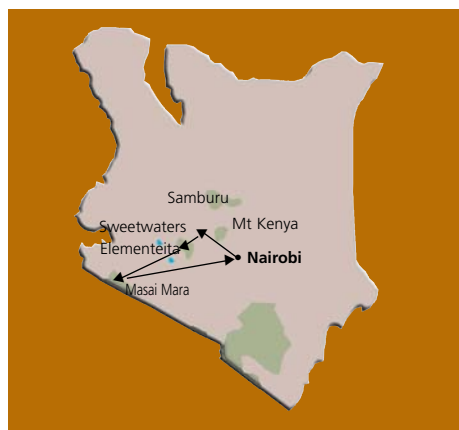 Samburu
Sweetwaters
Mt Kenya
Elementeita
Nairobi
Masai Mara